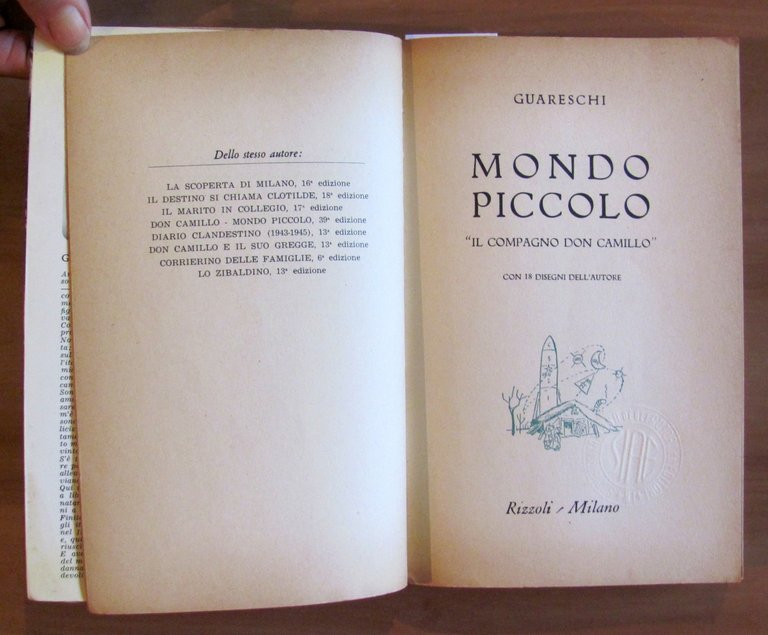 Dello stesso autore:
LA SCOPERTA DI MILANO, 16ª edizione
IL DESTINO SI CHIAMA CLOTILDE, 18ª edizione
IL MARITO IN COLLEGIO, 17ª edizione
DON CAMILLO - MONDO PICCOLO, 39ª edizione
DIARIO CLANDESTINO (1943-1945), 13ª edizione
DON CAMILLO E IL SUO GREGGE, 13ª edizione
CORRIERINO DELLE FAMIGLIE, 6ª edizione
LO ZIBALDINO, 13ª edizione
GUARESCHI
MONDO
PICCOLO
"IL COMPAGNO DON CAMILLO"
CON 18 DISEGNI DELL'AUTORE
SIAE
Rizzoli / Milano